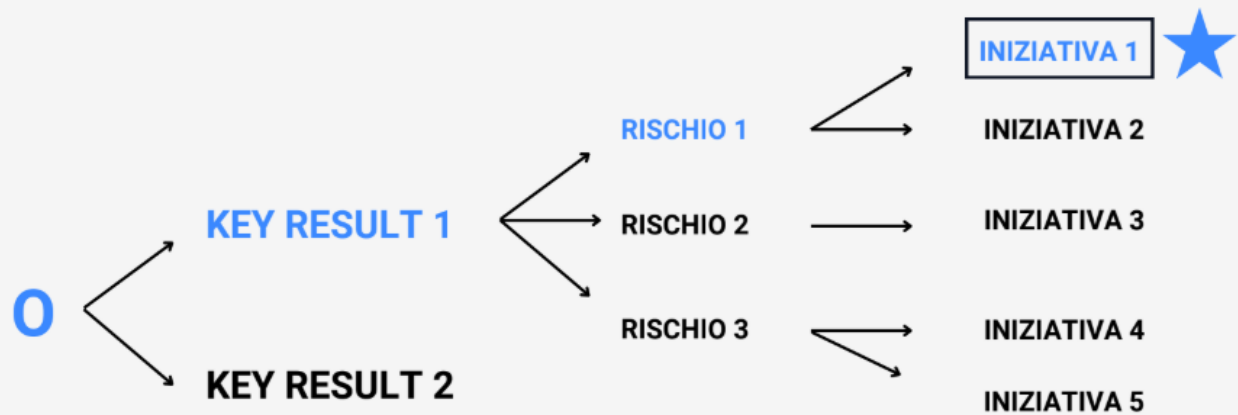 INIZIATIVA 1
RISCHIO 1
INIZIATIVA 2
KEY RESULT 1
RISCHIO 2
INIZIATIVA 3
O
RISCHIO 3
INIZIATIVA 4
KEY RESULT 2
INIZIATIVA 5